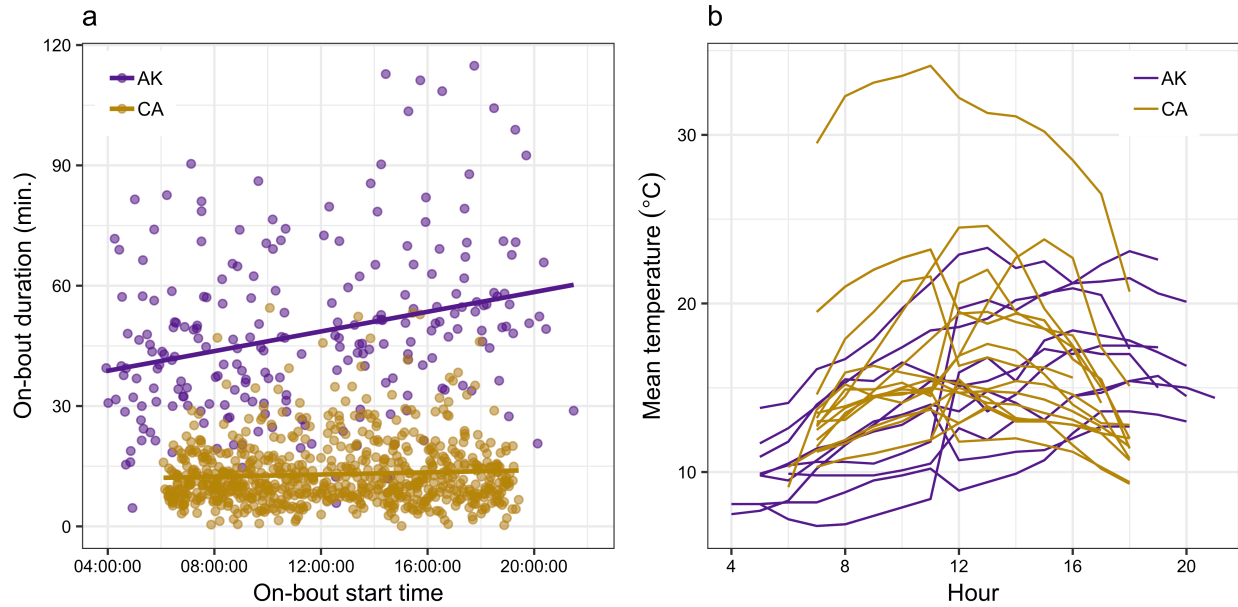 a
On-bout duration (min.)
120
90
60
30
0
AK
CA
04:00:00
08:00:00
12:00:00
16:00:00
20:00:00
On-bout start time
b
Mean temperature (°C)
30
20
10
AK
CA
4
8
12
16
20
Hour